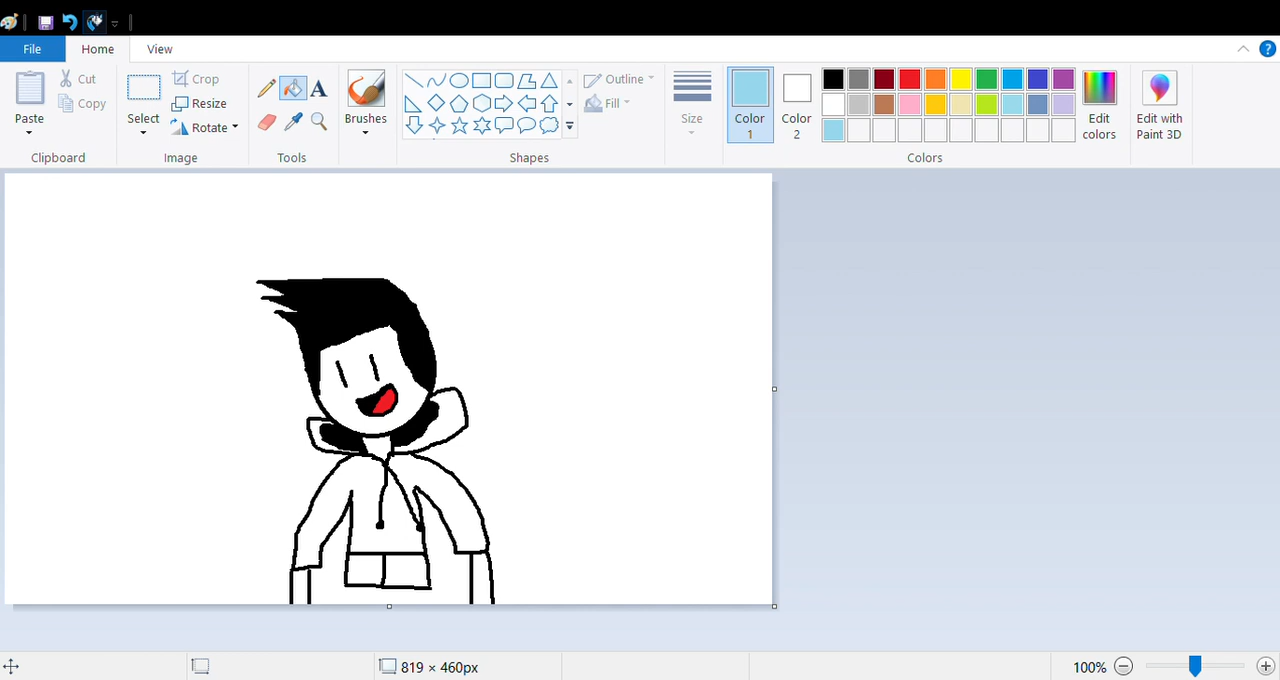 File Home View
Paste
Cut
Copy
Clipboard
Select
Crop
Resize
Rotate
Image
Tools
Brushes
Shapes
Outline
Fill
Size
Color
1
Color
2
Colors
Edit
colors
Edit with
Paint 3D
819 × 460px
100%